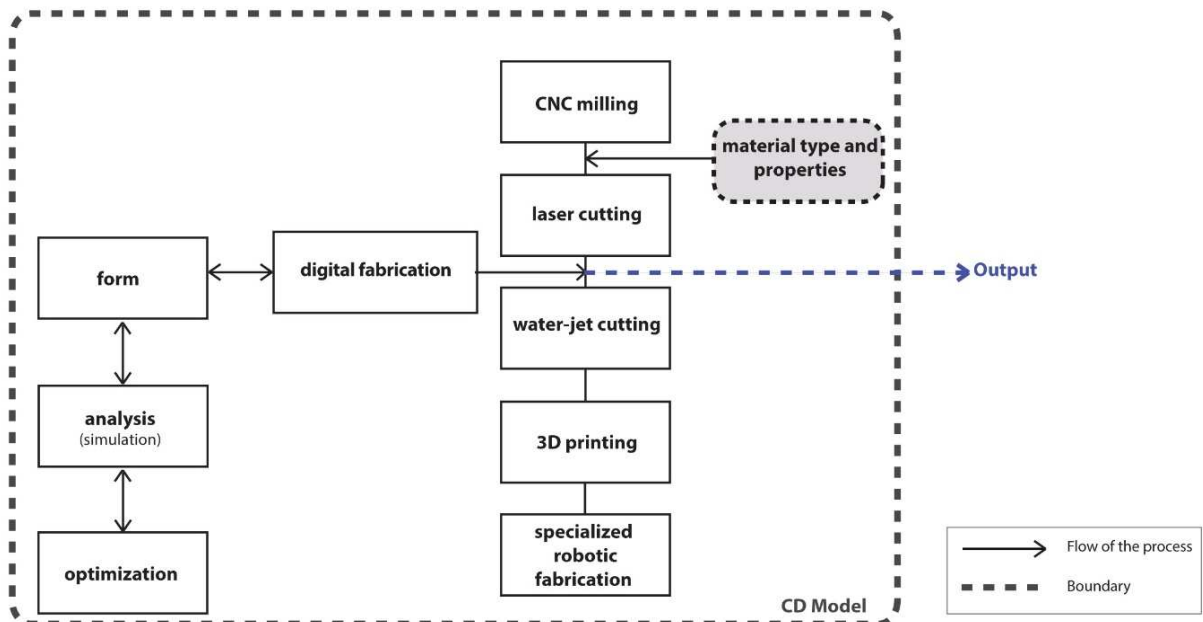 CNC milling
material type and
properties
laser cutting
form
digital fabrication
Output
water-jet cutting
analysis
(simulation)
3D printing
specialized
robotic
fabrication
optimization
CD Model
Flow of the process
Boundary